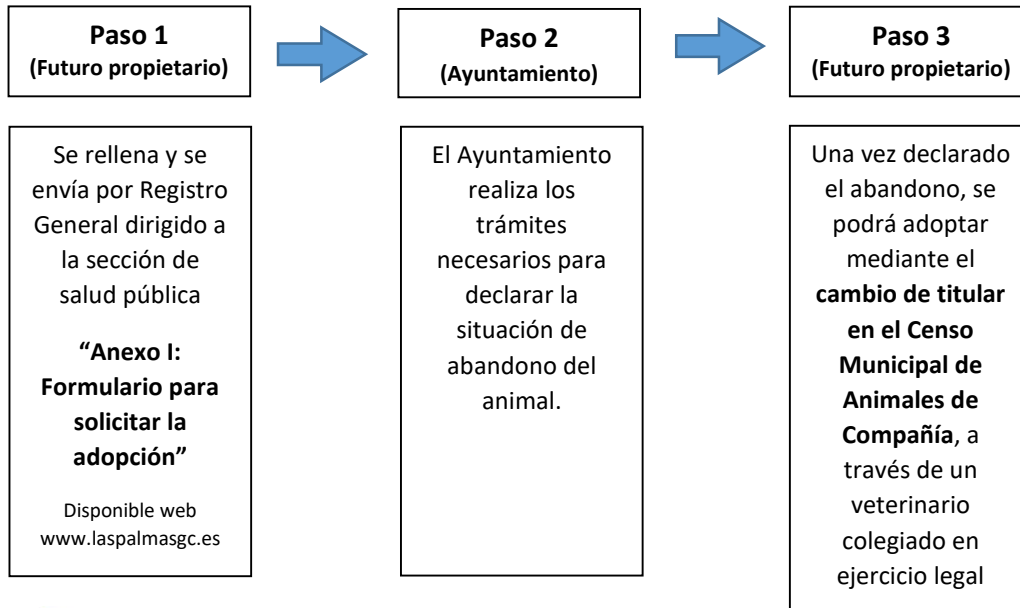 Paso 1
(Futuro propietario)
Se rellena y se
envía por Registro
General dirigido a
la sección de
salud pública
“Anexo I:
Formulario para
solicitar la
adopción”
Disponible web
www.laspalmasgc.es
Paso 2
(Ayuntamiento)
El Ayuntamiento
realiza los
trámites
necesarios para
declarar la
situación de
abandono del
animal.
Paso 3
(Futuro propietario)
Una vez declarado
el abandono, se
podrá adoptar
mediante el
cambio de titular
en el Censo
Municipal de
Animales de
Compañía, a
través de un
veterinario
colegiado en
ejercicio legal